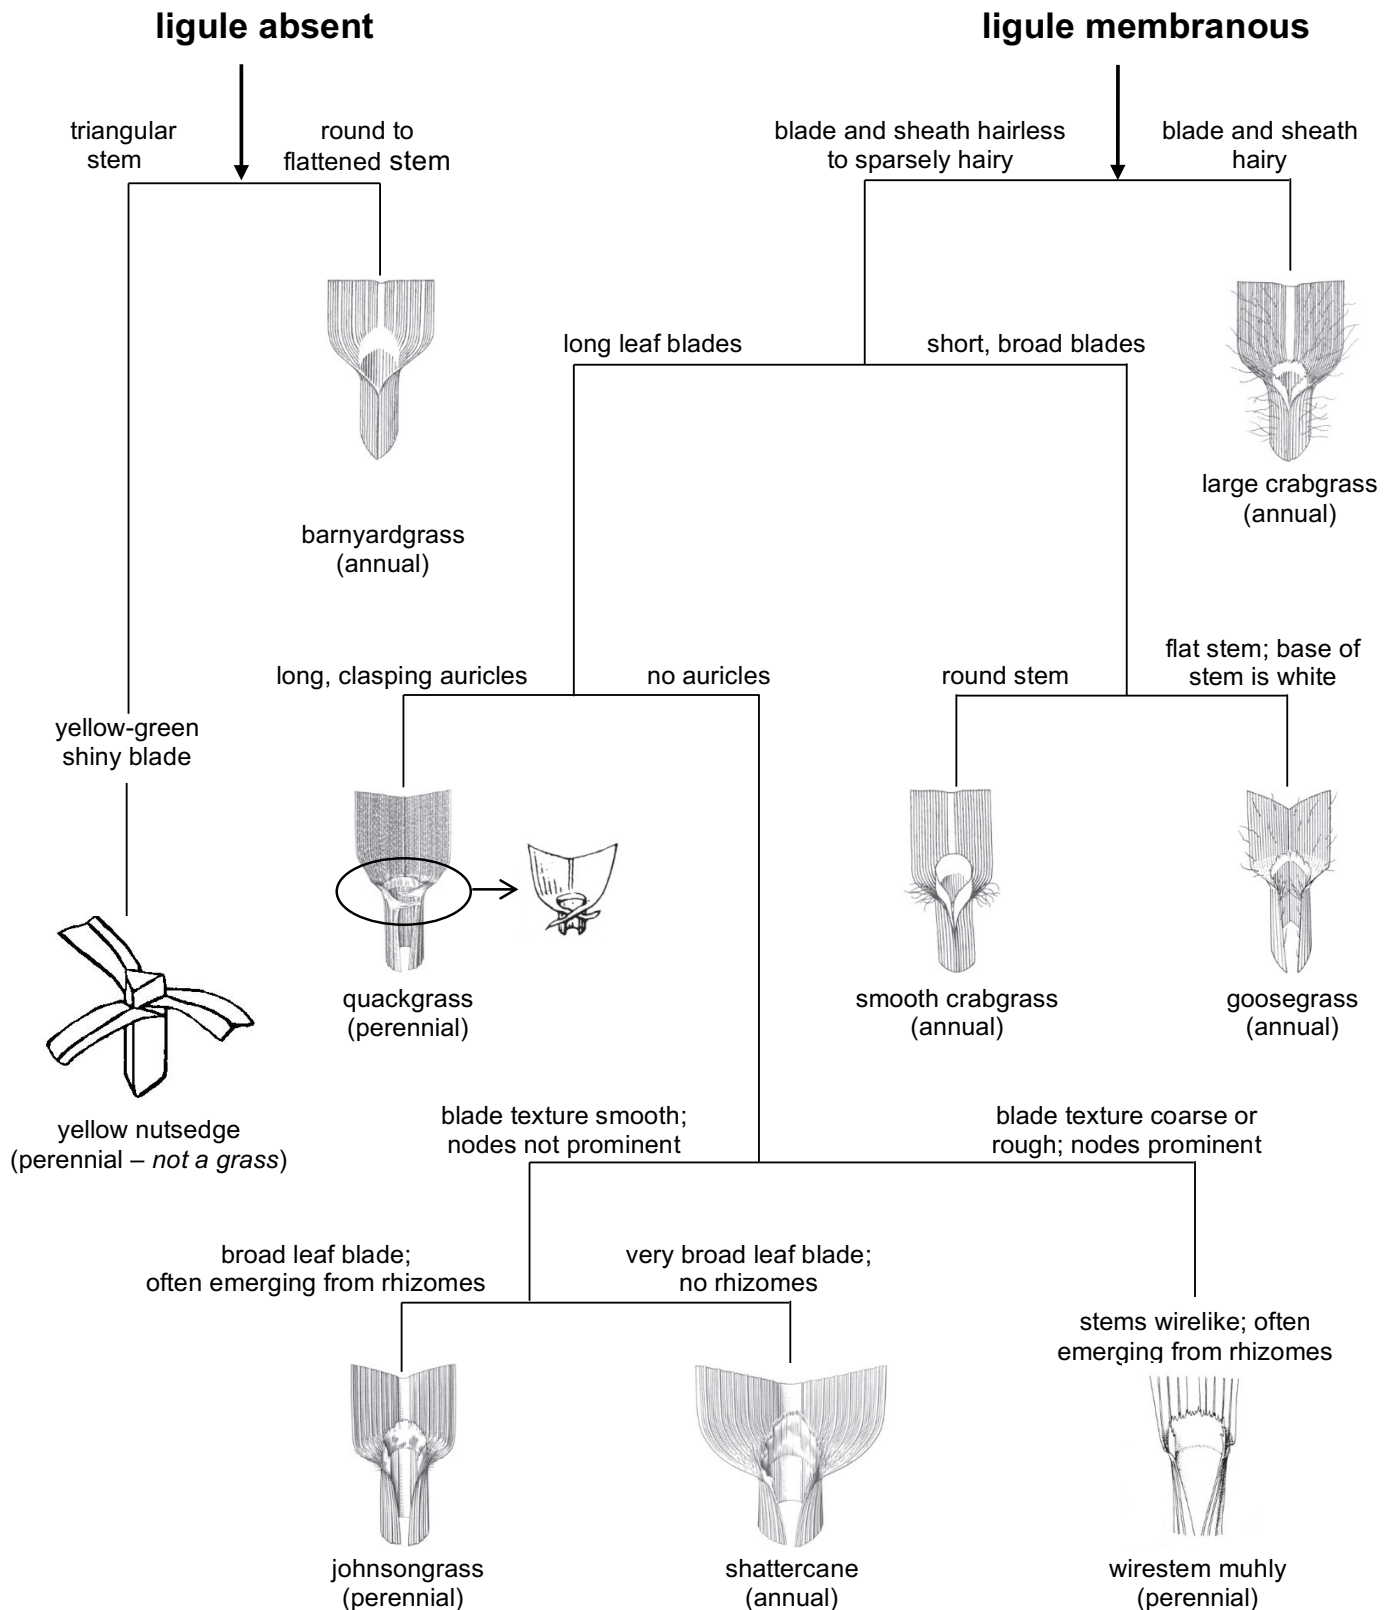 ligule absent
ligule membranous
triangular
stem
round to
flattened stem
blade and sheath hairless
to sparsely hairy
blade and sheath
hairy
long leaf blades
short, broad blades
large crabgrass
(annual)
barnyardgrass
(annual)
long, clasping auricles
no auricles
round stem
flat stem; base of
stem is white
yellow-green
shiny blade
quackgrass
(perennial)
smooth crabgrass
(annual)
goosegrass
(annual)
yellow nutsedge
(perennial – not a grass)
blade texture smooth;
nodes not prominent
blade texture coarse or
rough; nodes prominent
broad leaf blade;
often emerging from rhizomes
very broad leaf blade;
no rhizomes
stems wirelike; often
emerging from rhizomes
johnsongrass
(perennial)
shattercane
(annual)
wirestem muhly
(perennial)